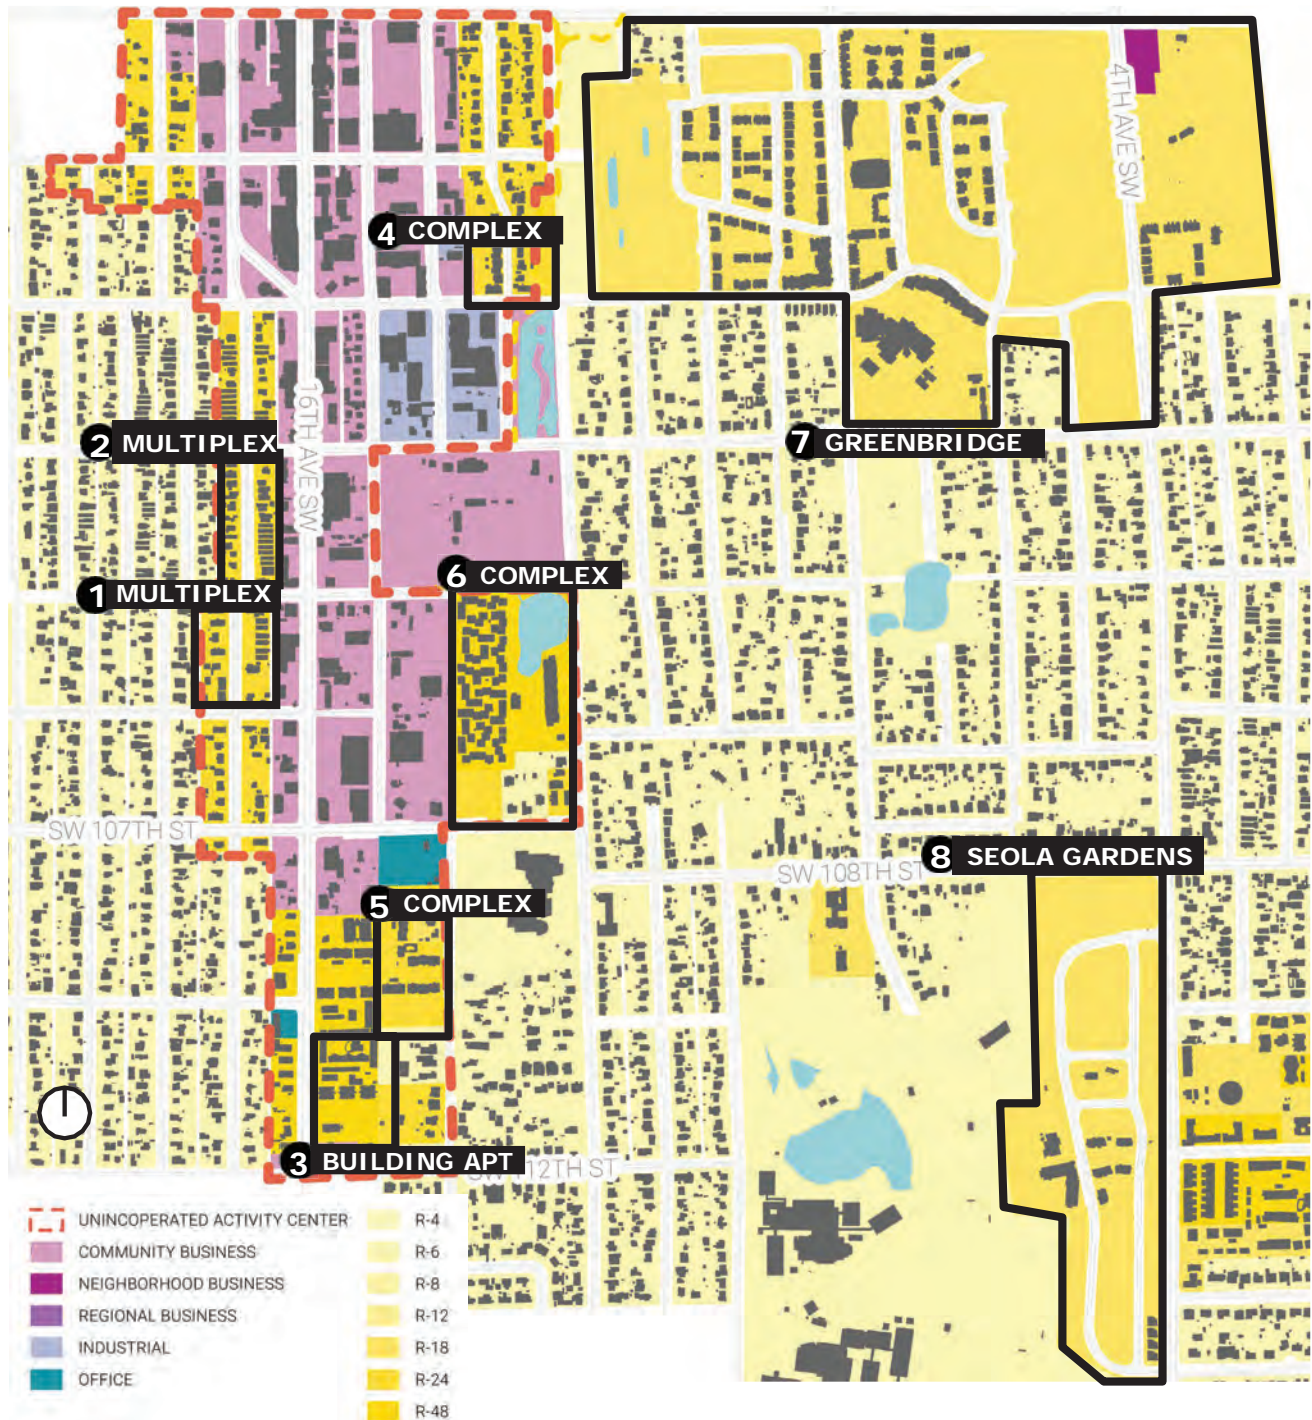 4TH AVE SW
4 COMPLEX
16TH AVE SW
2 MULTIPLEX
7 GREENBRIDGE
6 COMPLEX
1 MULTIPLEX
SW 107TH ST
8 SEOLA GARDENS
SW 108TH ST
5 COMPLEX
3 BUILDING APT
12TH ST
UNINCOPERATED ACTIVITY CENTER
COMMUNITY BUSINESS
NEIGHBORHOOD BUSINESS
REGIONAL BUSINESS
INDUSTRIAL
OFFICE
R-4
R-6
R-8
R-12
R-18
R-24
R-48